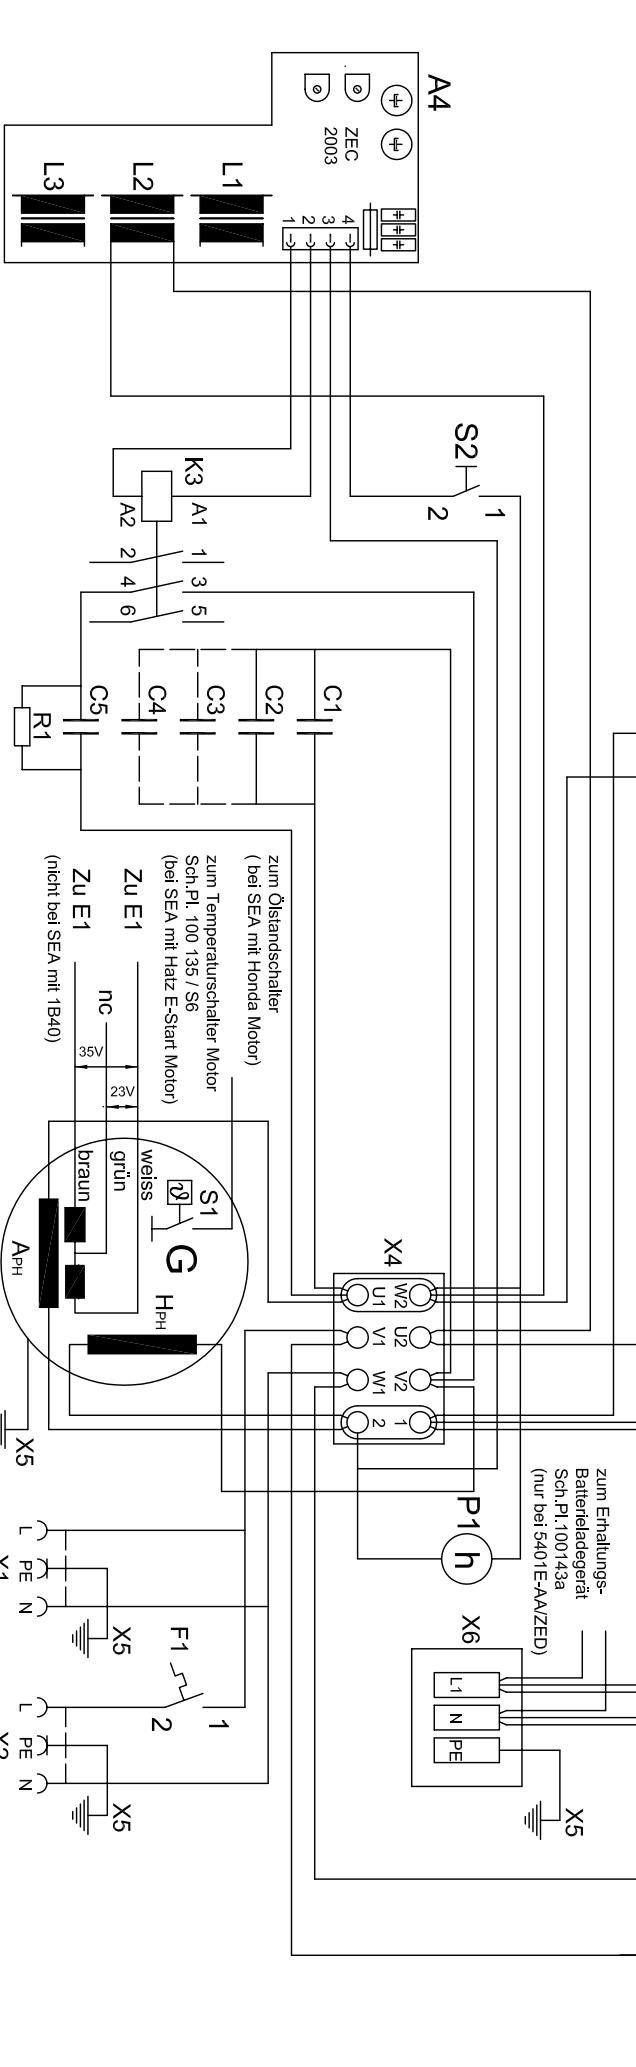 A4
ZEC
2003
L1
L2
L3
1
2
3
4
S2
1
2
K3
A1
A2
1
2
3
4
5
6
C1
C2
C3
C4
C5
R1
zum Ölstandschalter
( bei SEA mit Honda Motor)
zum Temperaturschalter Motor
Sch.Pl. 100 135 / S6
(bei SEA mit Hatz E-Start Motor)
Zu E1
Zu E1
(nicht bei SEA mit 1B40)
nc
35V
23V
weiss
grün
braun
S1
ϑ
G
APH
HPH
X5
X4
W2
U1
U2
V1
V2
W1
1
2
P1
h
zum Erhaltungs-
Batterieladegerät
Sch.Pl.100143a
(nur bei 5401E-AA/ZED)
X6
L1
N
PE
X5
L
PE
N
X1
X5
F1
1
2
L
PE
N
X5